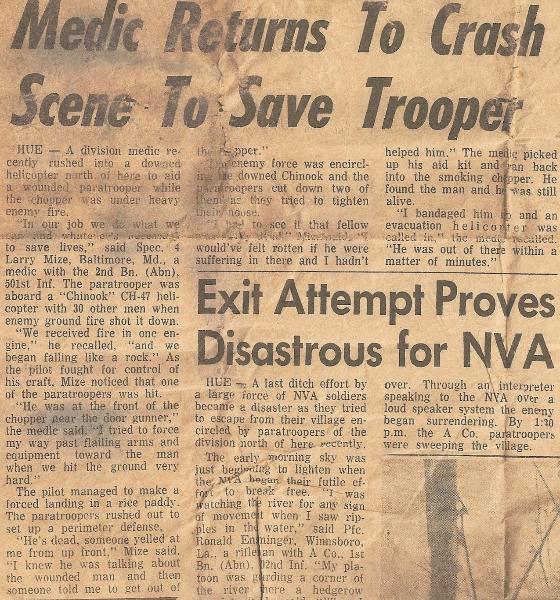 Medic Returns To Crash
Scene To Save Trooper
HUE — A division medic re-
cently rushed into a downed
helicopter north of here to aid
a wounded paratrooper while
the chopper was under heavy
enemy fire.
"In our job we do what we
can and whatever necessary
to save lives," said Spec. 4
Larry Mize, Baltimore, Md., a
medic with the 2nd Bn. (Abn),
501st Inf. The paratrooper was
aboard a "Chinook" CH-47 heli-
copter with 30 other men when
enemy ground fire shot it down.
"We received fire in one en-
gine," he recalled, "and we
began falling like a rock." As
the pilot fought for control of
his craft, Mize noticed that one
of the paratroopers was hit.
"He was at the front of the
chopper near the door gunner,"
the medic said. "I tried to force
my way past flailing arms and
equipment toward the man
when we hit the ground very
hard."
The pilot managed to make a
forced landing in a rice paddy.
The paratroopers rushed out to
set up a perimeter defense.
"He's dead, someone yelled at
me from up front," Mize said.
"I knew he was talking about
the wounded man and then
someone told me to get out of
the chopper."
The enemy force was encircl-
ing the downed Chinook and the
paratroopers cut down two of
them as they tried to tighten
their noose.
"I had to see if that fellow
would've felt rotten if he were
suffering in there and I hadn't
helped him." The medic picked
up his aid kit and ran back
into the smoking chopper. He
found the man and he was still
alive.
"I bandaged him up and an
evacuation helicopter was
called in," the medic recalled.
"He was out of there within a
matter of minutes."
Exit Attempt Proves
Disastrous for NVA
HUE — A last ditch effort by
a large force of NVA soldiers
became a disaster as they tried
to escape from their village en-
circled by paratroopers of the
division north of here recently.
The early morning sky was
just beginning to lighten when
the NVA began their futile ef-
fort to break free. "I was
watching the river for any sign
of movement when I saw rip-
ples in the water," said Pfc.
Ronald Enminger, Winnsboro,
La., a rifleman with A Co., 1st
Bn. (Abn), 502nd Inf. "My pla-
toon was gurding a corner of
the river where a hedgerow
over. Through an interpreter
speaking to the NVA over a
loud speaker system the enemy
began surrendering. By 1:30
p.m. the A Co. paratroopers
were sweeping the village.